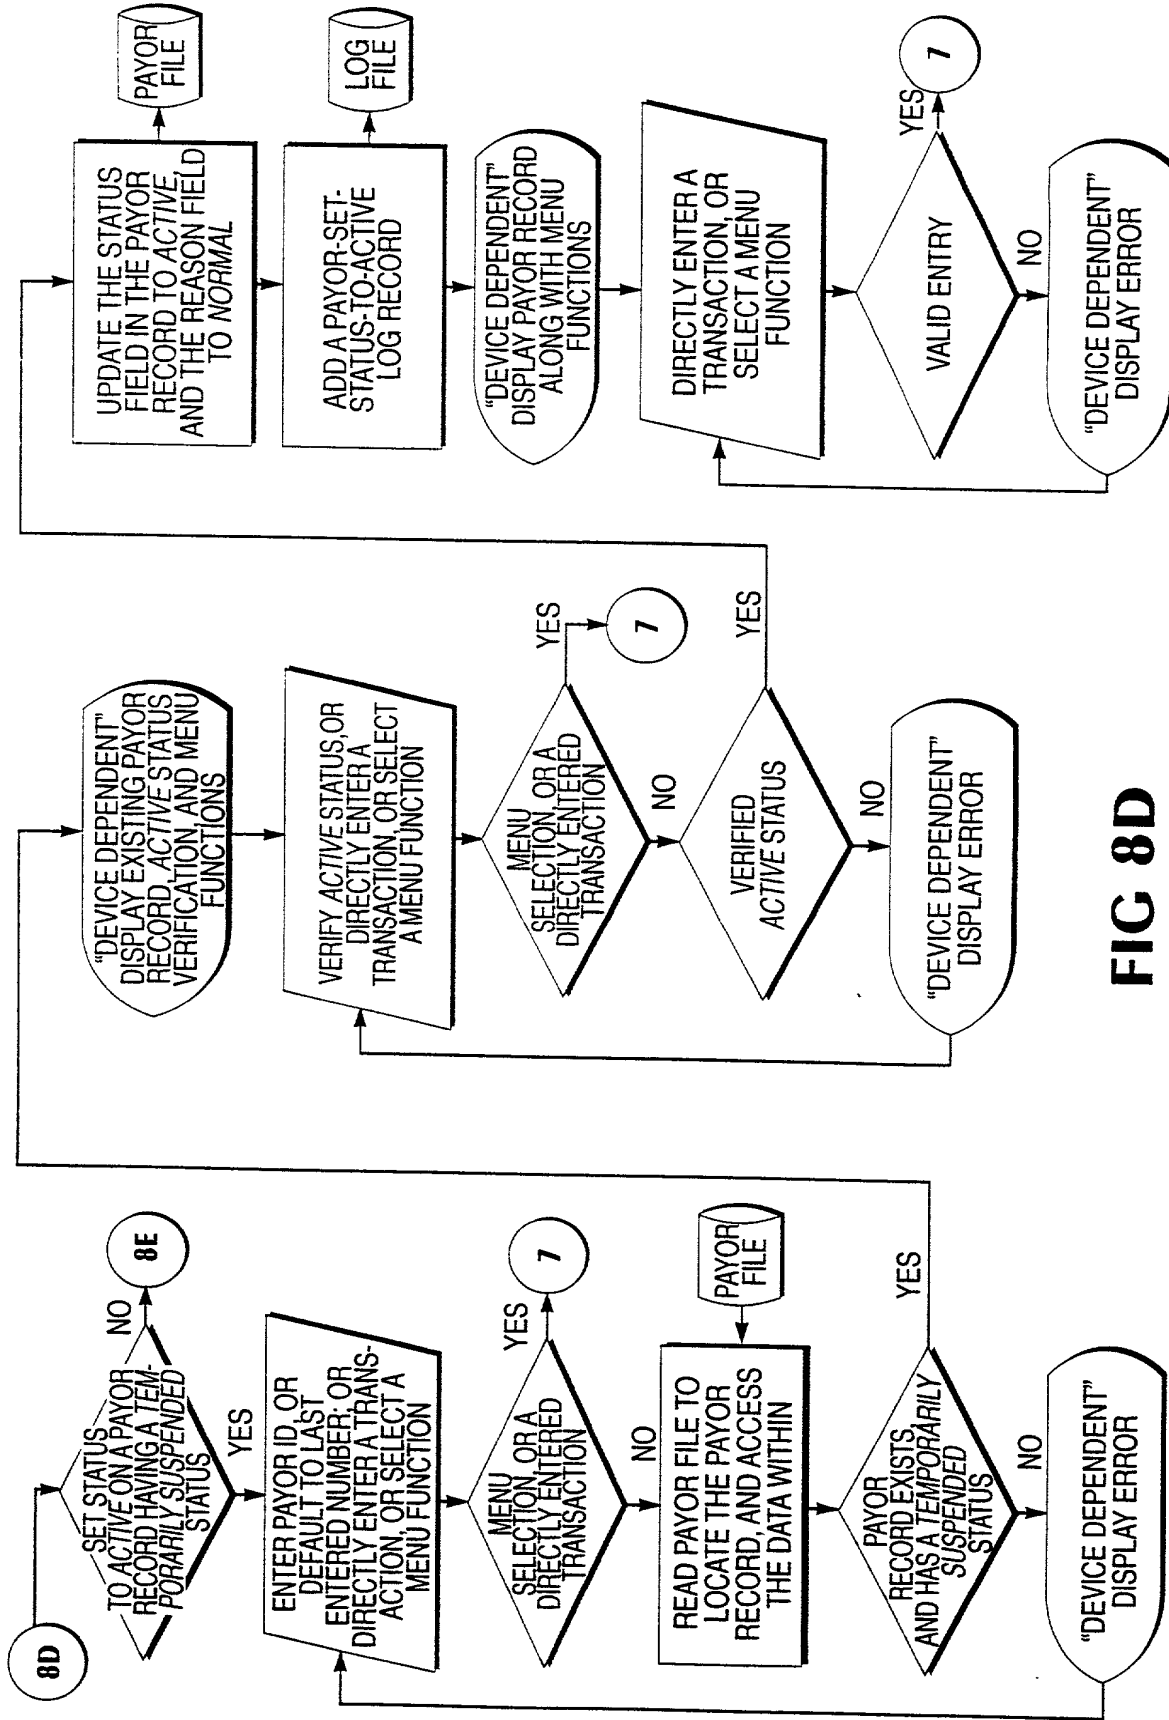 8D
SET STATUS
TO ACTIVE ON A PAYOR
RECORD HAVING A TEM-
PORARILY SUSPENDED
STATUS
NO
8E
YES
ENTER PAYOR ID, OR
DEFAULT TO LAST
ENTERED NUMBER; OR
DIRECTLY ENTER A TRANS-
ACTION, OR SELECT A
MENU FUNCTION
MENU
SELECTION, OR A
DIRECTLY ENTERED
TRANSACTION
YES
7
NO
READ PAYOR FILE TO
LOCATE THE PAYOR
RECORD, AND ACCESS
THE DATA WITHIN
PAYOR
FILE
PAYOR
RECORD EXISTS,
AND HAS A TEMPORARILY
SUSPENDED
STATUS
YES
NO
"DEVICE DEPENDENT"
DISPLAY ERROR
"DEVICE DEPENDENT"
DISPLAY EXISTING PAYOR
RECORD, ACTIVE STATUS
VERIFICATION, AND MENU
FUNCTIONS
VERIFY ACTIVE STATUS, OR
DIRECTLY ENTER A
TRANSACTION, OR SELECT
A MENU FUNCTION
MENU
SELECTION, OR A
DIRECTLY ENTERED
TRANSACTION
YES
7
NO
VERIFIED
ACTIVE STATUS
YES
NO
"DEVICE DEPENDENT"
DISPLAY ERROR
UPDATE THE STATUS
FIELD IN THE PAYOR
RECORD TO ACTIVE,
AND THE REASON FIELD
TO NORMAL
PAYOR
FILE
ADD A PAYOR-SET-
STATUS-TO-ACTIVE
LOG RECORD
LOG
FILE
"DEVICE DEPENDENT"
DISPLAY PAYOR RECORD
ALONG WITH MENU
FUNCTIONS
DIRECTLY ENTER A
TRANSACTION, OR
SELECT A MENU
FUNCTION
VALID ENTRY
YES
7
NO
"DEVICE DEPENDENT"
DISPLAY ERROR
FIG 8D